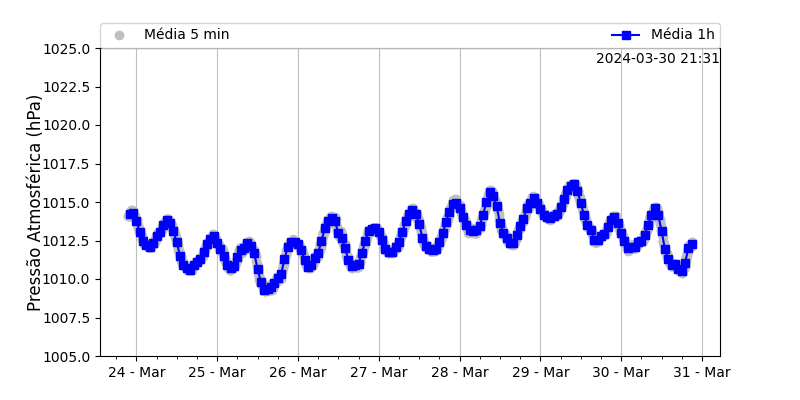 Média 5 min
Média 1h
2024-03-30 21:31
Pressão Atmosférica (hPa)
1025.0
1022.5
1020.0
1017.5
1015.0
1012.5
1010.0
1007.5
1005.0
24 - Mar
25 - Mar
26 - Mar
27 - Mar
28 - Mar
29 - Mar
30 - Mar
31 - Mar